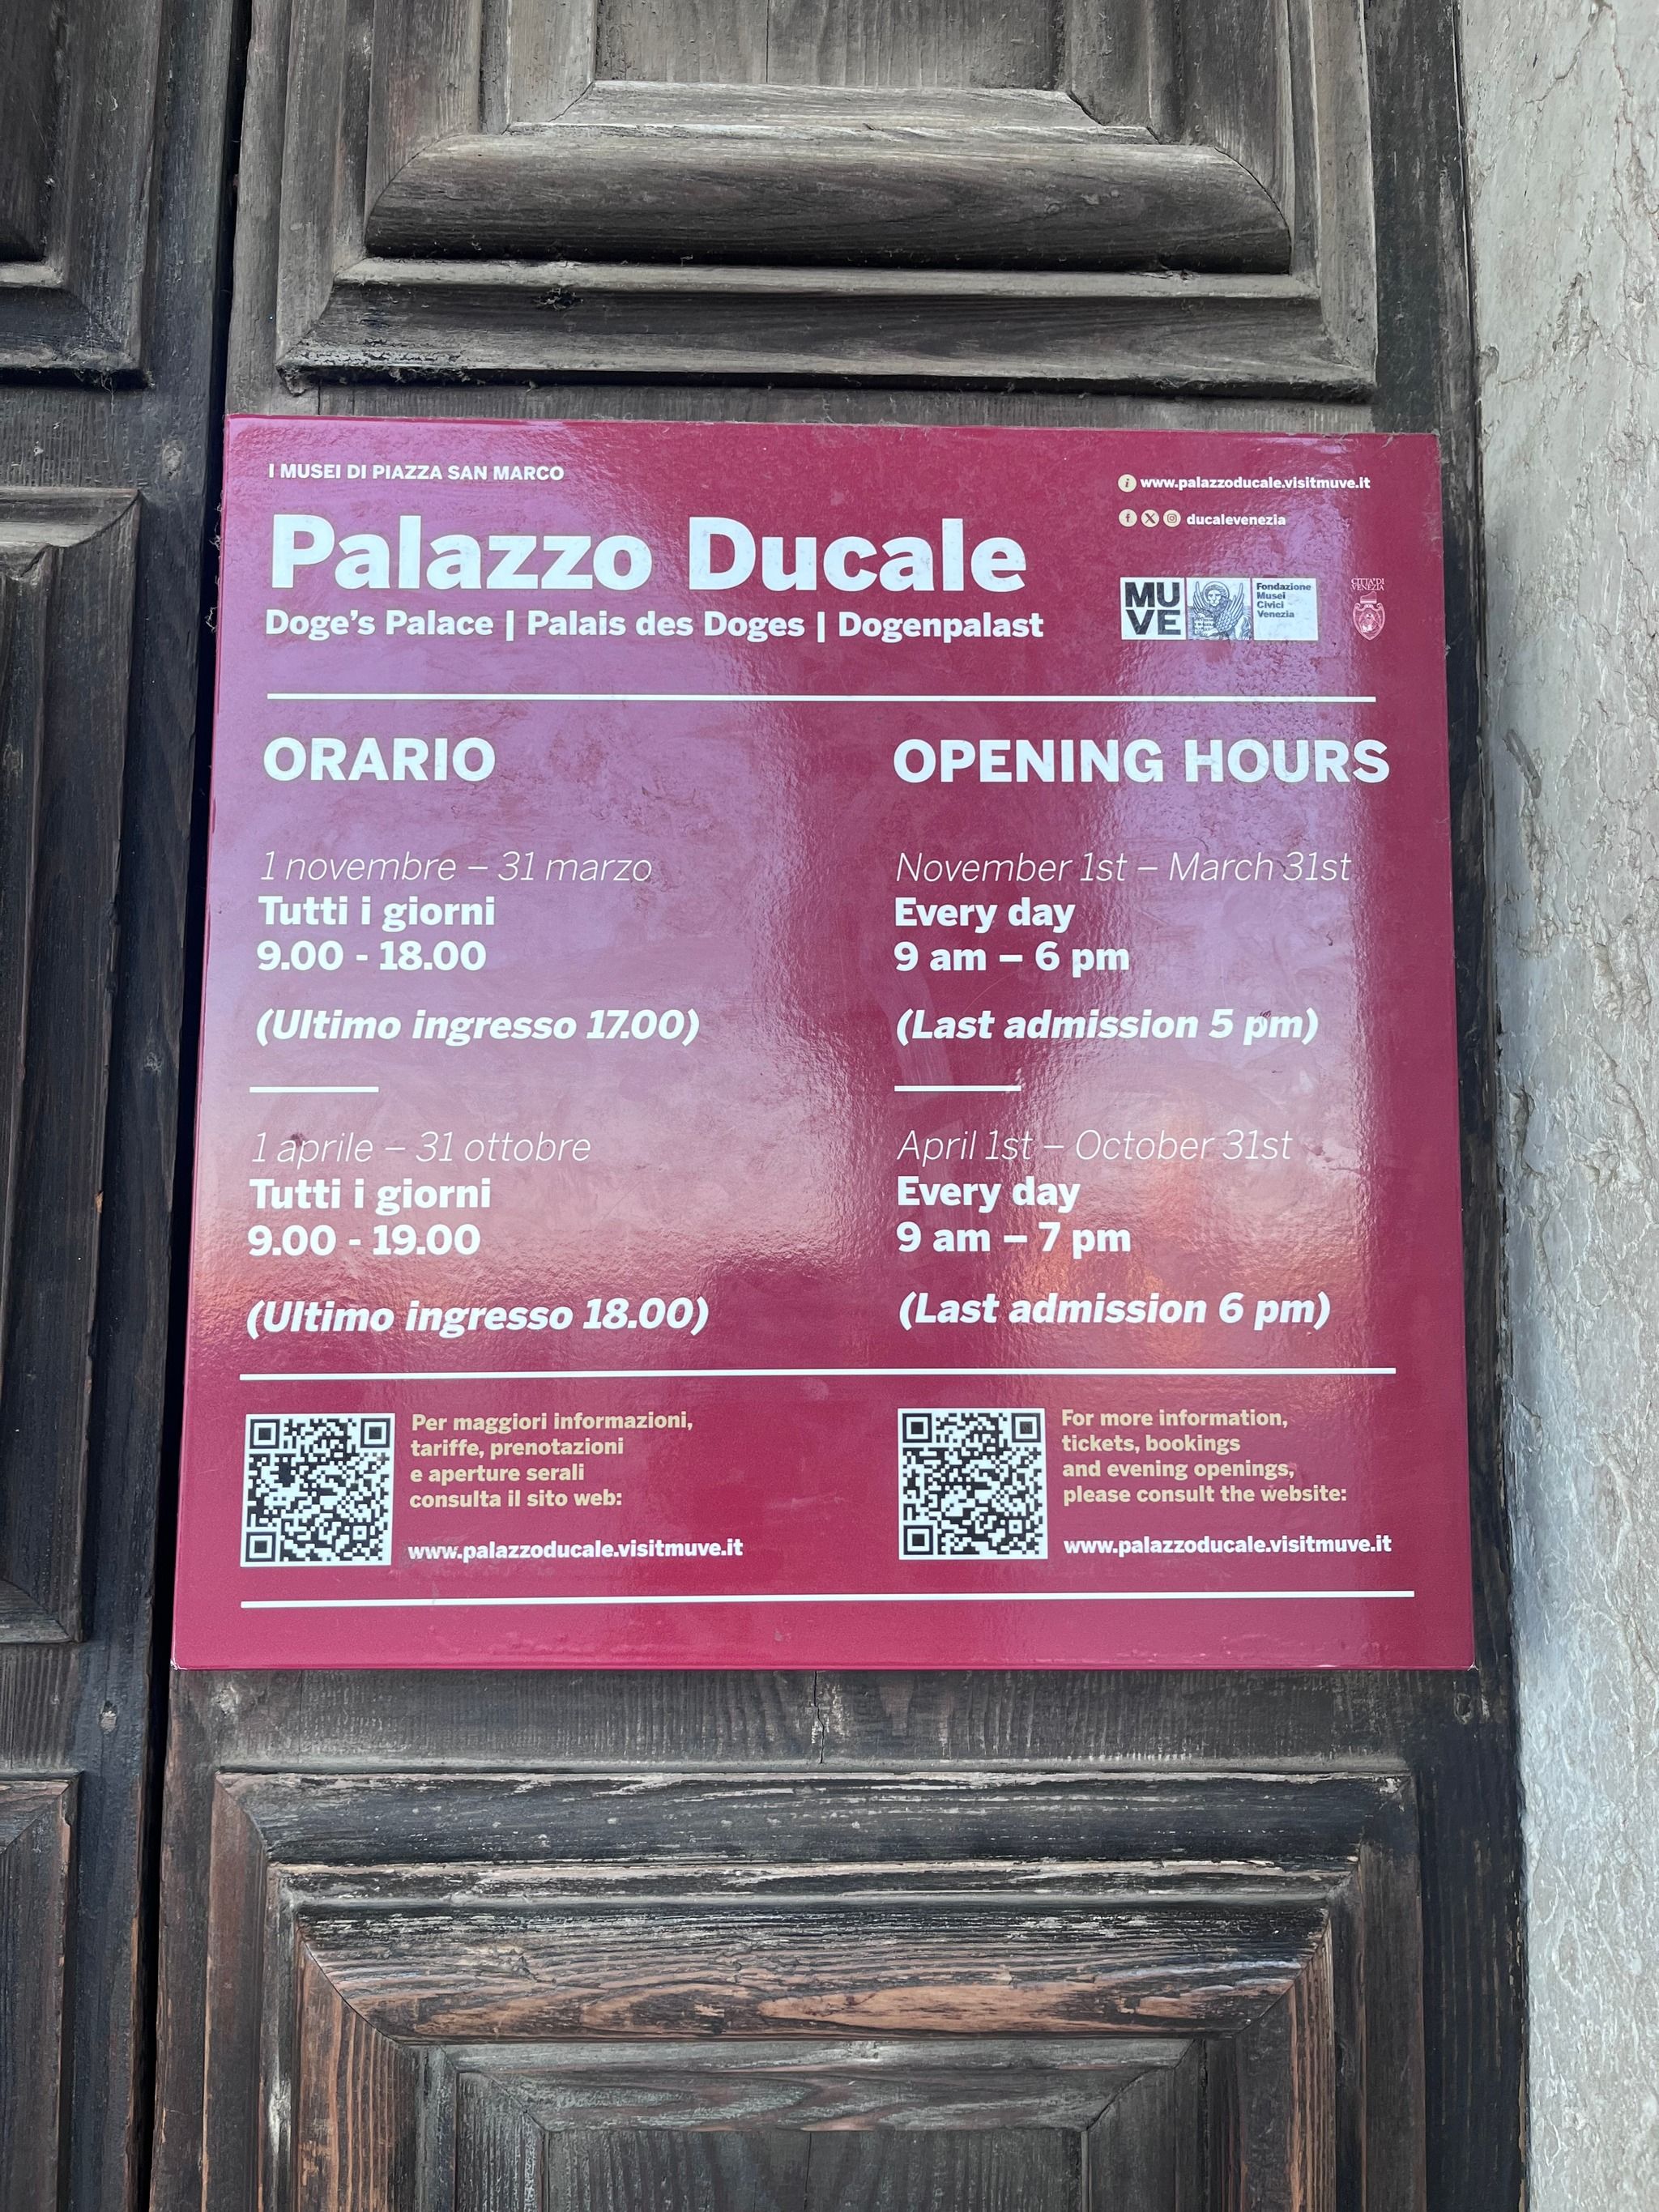 I MUSEI DI PIAZZA SAN MARCO
Palazzo Ducale
Doge's Palace | Palais des Doges | Dogenpalast
www.palazzoducale.visitmuve.it
ducalevenezia
MU
VE
Fondazione
Musei
Civici
Venezia
CITTA' DI
VENEZIA
ORARIO
1 novembre – 31 marzo
Tutti i giorni
9.00 - 18.00
(Ultimo ingresso 17.00)
1 aprile – 31 ottobre
Tutti i giorni
9.00 - 19.00
(Ultimo ingresso 18.00)
OPENING HOURS
November 1st – March 31st
Every day
9 am – 6 pm
(Last admission 5 pm)
April 1st – October 31st
Every day
9 am – 7 pm
(Last admission 6 pm)
Per maggiori informazioni,
tariffe, prenotazioni
e aperture serali
consulta il sito web:
www.palazzoducale.visitmuve.it
For more information,
tickets, bookings
and evening openings,
please consult the website:
www.palazzoducale.visitmuve.it